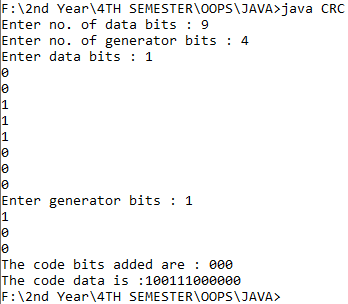 F:\2nd Year\4TH SEMESTER\OOPS\JAVA>java CRC
Enter no. of data bits : 9
Enter no. of generator bits : 4
Enter data bits : 1
0
0
1
1
1
0
0
0
Enter generator bits : 1
1
0
0
The code bits added are : 000
The code data is :100111000000
F:\2nd Year\4TH SEMESTER\OOPS\JAVA>